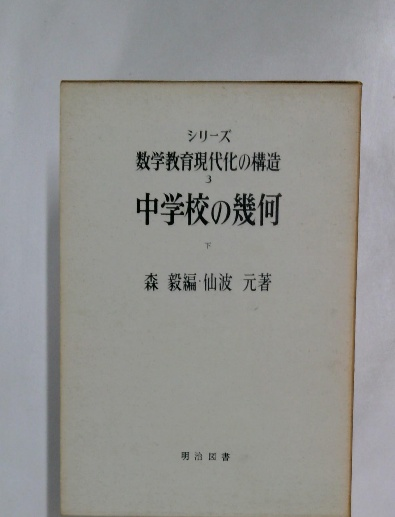 シリーズ
数学教育現代化の構造
3
中学校の幾何
下
森 毅編・仙波 元著
明治図書